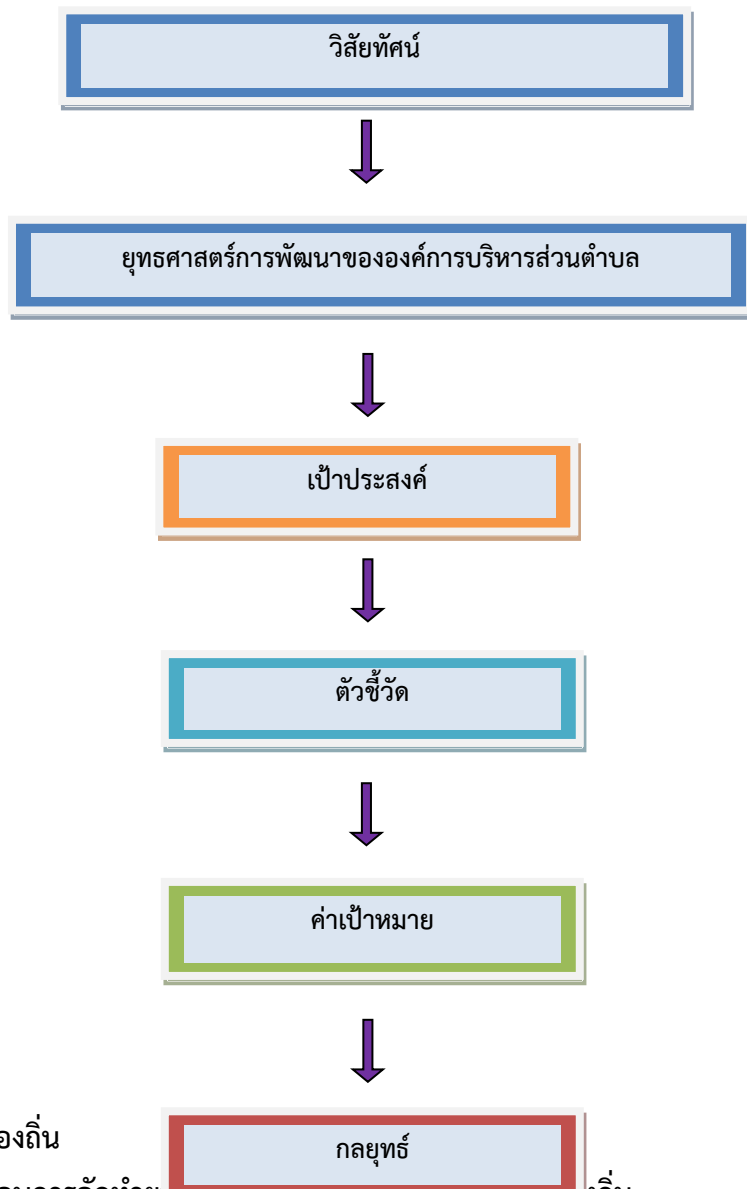 วิสัยทัศน์
ยุทธศาสตร์การพัฒนาขององค์การบริหารส่วนตำบล
เป้าประสงค์
ตัวชี้วัด
ค่าเป้าหมาย
กลยุทธ์
องถิ่น